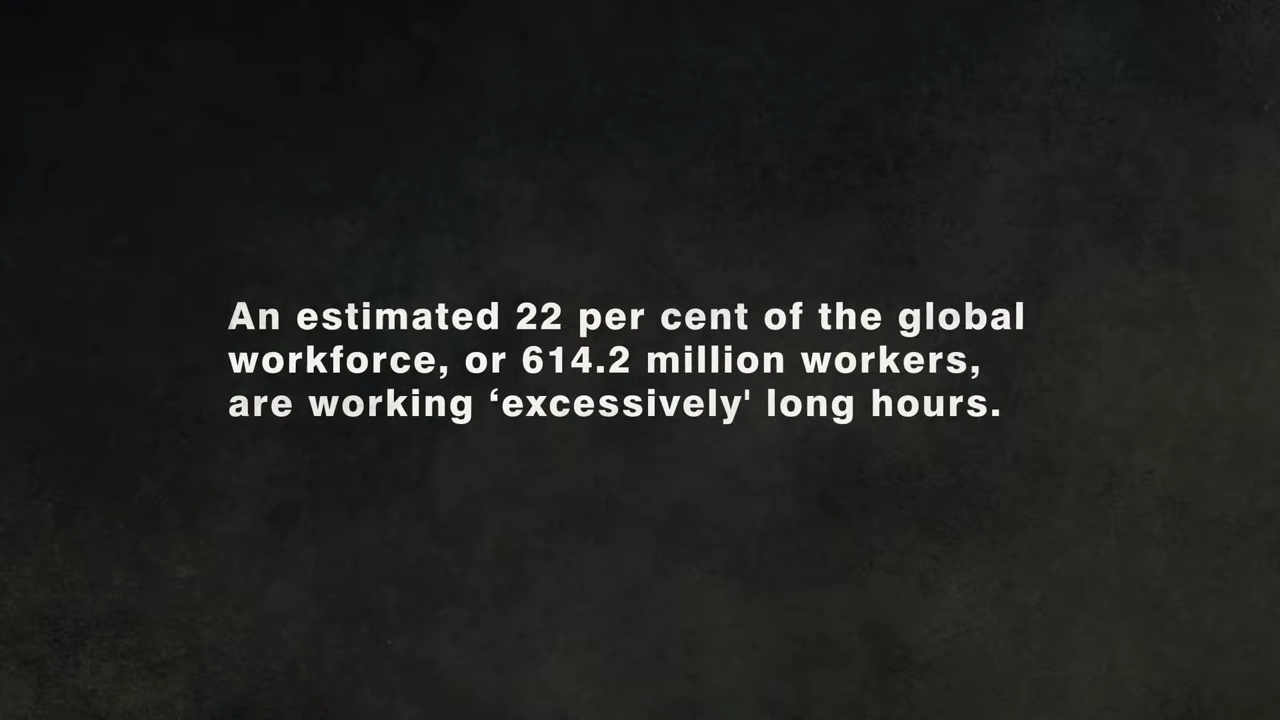 An estimated 22 per cent of the global
workforce, or 614.2 million workers,
are working ‘excessively' long hours.